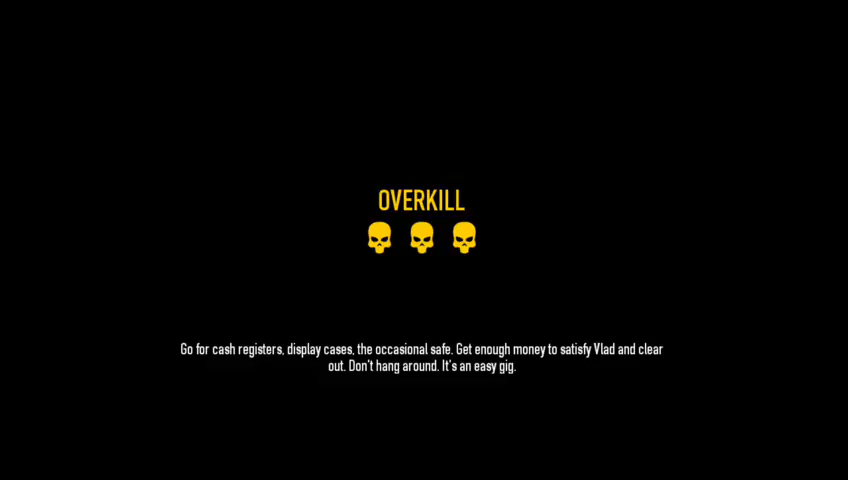 OVERKILL
Go for cash registers, display cases, the occasional safe. Get enough money to satisfy Vlad and clear
out. Don't hang around. It's an easy gig.